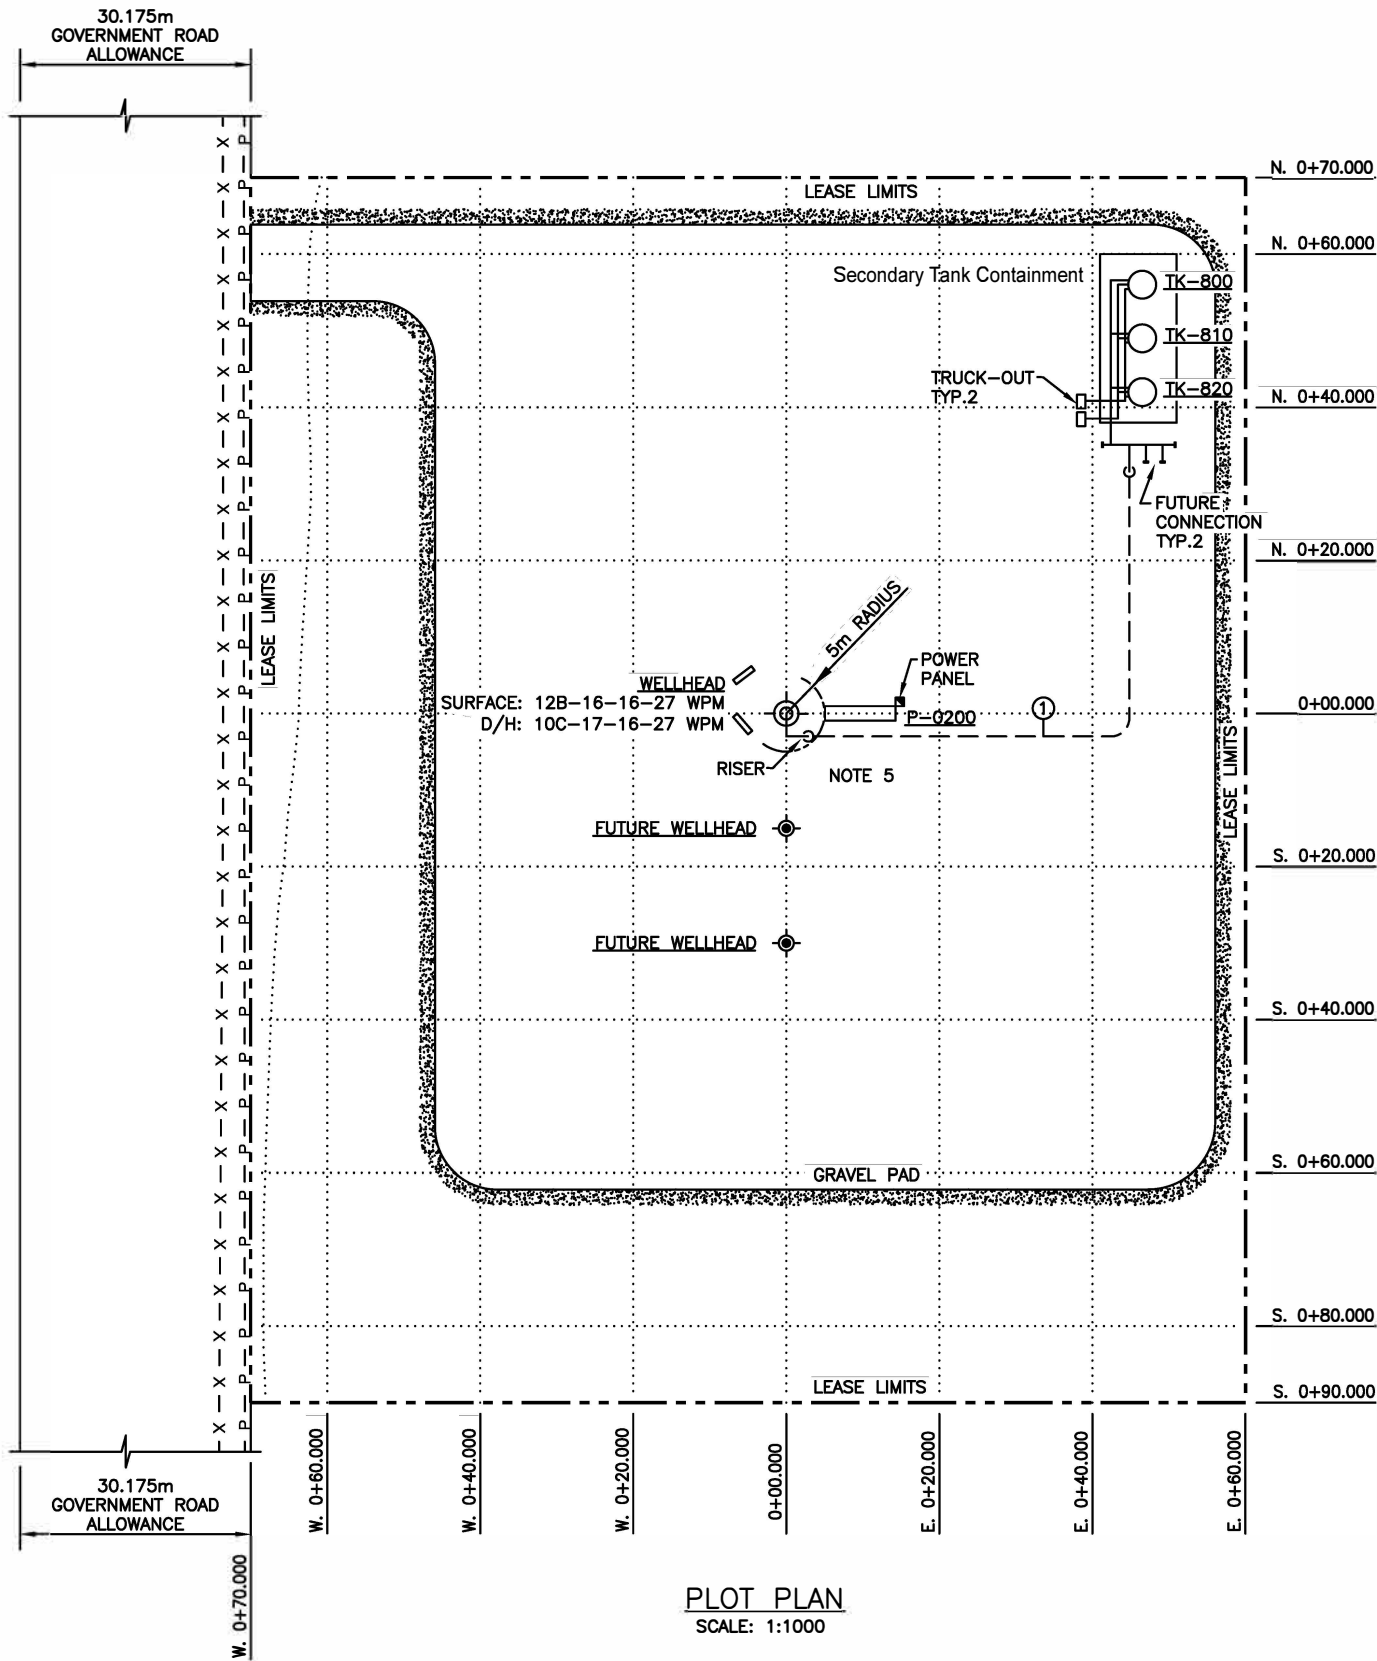 30.175m
GOVERNMENT ROAD
ALLOWANCE
N. 0+70.000
LEASE LIMITS
N. 0+60.000
Secondary Tank Containment
TK-800
TK-810
TRUCK-OUT
TYP.2
TK-820
N. 0+40.000
FUTURE
CONNECTION
TYP.2
N. 0+20.000
LEASE LIMITS
5m RADIUS
POWER
PANEL
WELLHEAD
SURFACE: 12B-16-16-27 WPM
D/H: 10C-17-16-27 WPM
P-0200
1
0+00.000
RISER
NOTE 5
LEASE LIMITS
FUTURE WELLHEAD
S. 0+20.000
FUTURE WELLHEAD
S. 0+40.000
GRAVEL PAD
S. 0+60.000
S. 0+80.000
LEASE LIMITS
S. 0+90.000
30.175m
GOVERNMENT ROAD
ALLOWANCE
W. 0+70.000
W. 0+60.000
W. 0+40.000
W. 0+20.000
0+00.000
E. 0+20.000
E. 0+40.000
E. 0+60.000
PLOT PLAN
SCALE: 1:1000